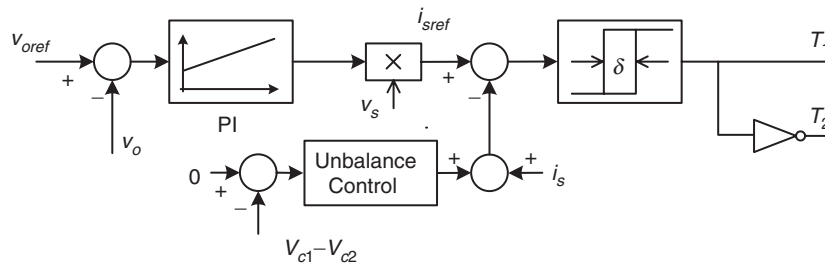 i_sref
v_oref
+
−
×
+
−
δ
T1
PI
v_s
v_o
T2
0
+
−
Unbalance
Control
+
+
i_s
V_c1−V_c2